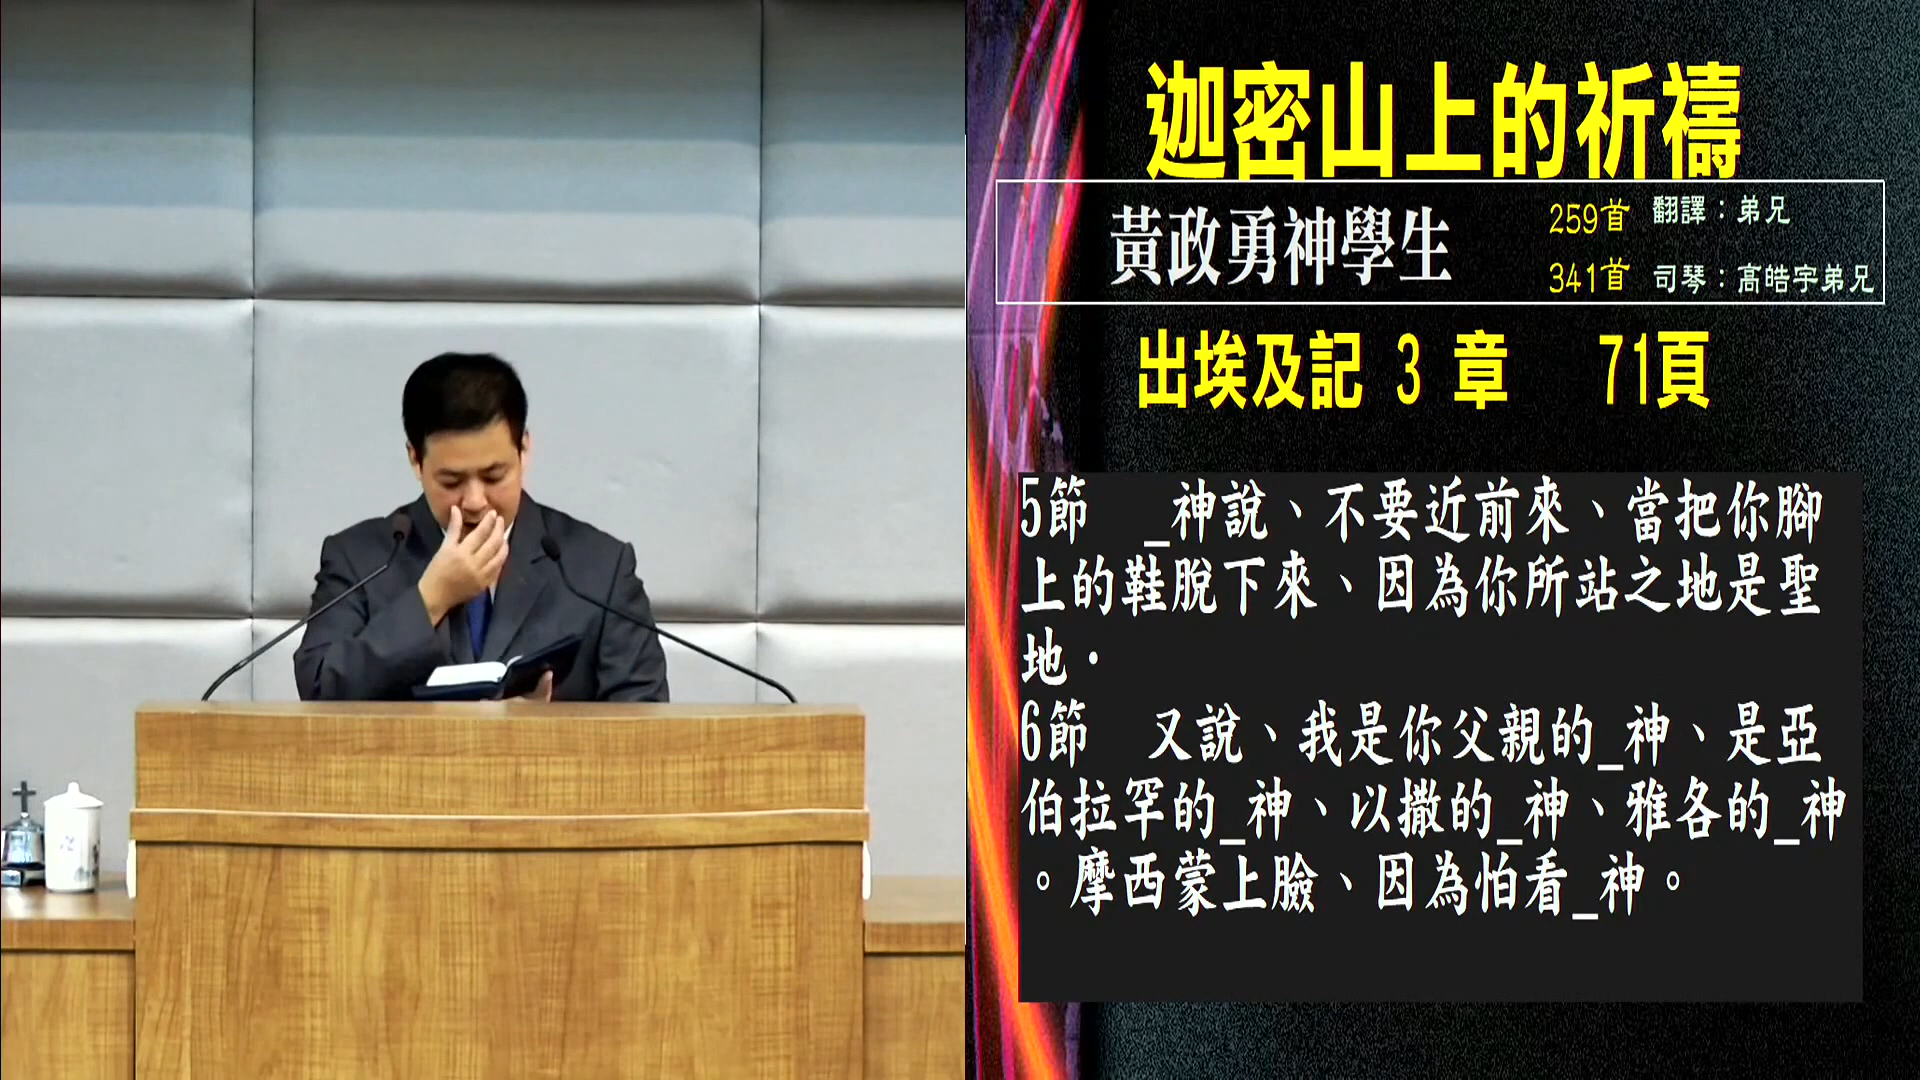 迦密山上的祈禱
黃政勇神學生
259首 翻譯：弟兄
341首 司琴：高皓宇弟兄
出埃及記 3 章 71頁
5節 _神說、不要近前來、當把你腳
上的鞋脫下來、因為你所站之地是聖
地．
6節 又說、我是你父親的_神、是亞
伯拉罕的_神、以撒的_神、雅各的_神
。摩西蒙上臉、因為怕看_神。